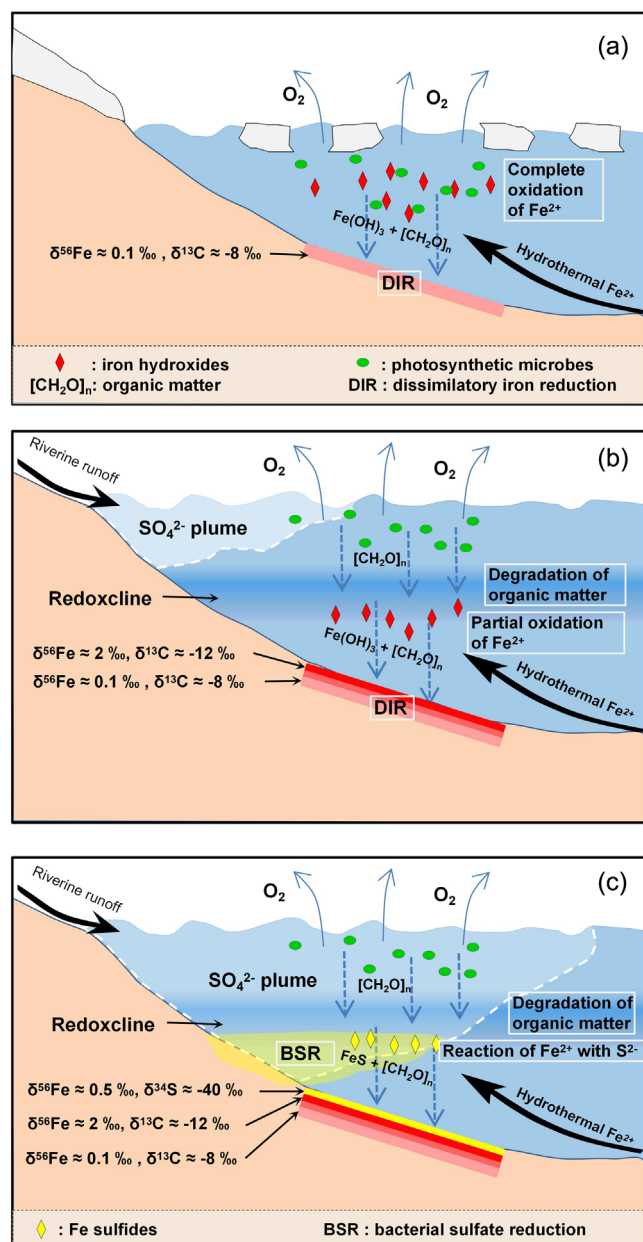 (a)
O₂ O₂
Complete
oxidation
of Fe²⁺
Fe(OH)₃ + [CH₂O]ₙ
Hydrothermal Fe²⁺
δ⁵⁶Fe ≈ 0.1 ‰ , δ¹³C ≈ -8 ‰
DIR
: iron hydroxides
: photosynthetic microbes
[CH₂O]ₙ: organic matter
DIR : dissimilatory iron reduction
(b)
Riverine runoff
O₂ O₂
SO₄²⁻ plume
[CH₂O]ₙ
Degradation of
organic matter
Redoxcline
Partial oxidation
of Fe²⁺
Fe(OH)₃ + [CH₂O]ₙ
Hydrothermal Fe²⁺
δ⁵⁶Fe ≈ 2 ‰, δ¹³C ≈ -12 ‰
δ⁵⁶Fe ≈ 0.1 ‰ , δ¹³C ≈ -8 ‰
DIR
(c)
Riverine runoff
O₂ O₂
SO₄²⁻ plume
[CH₂O]ₙ
Degradation of
organic matter
Redoxcline
BSR
Reaction of Fe²⁺ with S²⁻
FeS + [CH₂O]ₙ
Hydrothermal Fe²⁺
δ⁵⁶Fe ≈ 0.5 ‰, δ³⁴S ≈ -40 ‰
δ⁵⁶Fe ≈ 2 ‰, δ¹³C ≈ -12 ‰
δ⁵⁶Fe ≈ 0.1 ‰ , δ¹³C ≈ -8 ‰
: Fe sulfides
BSR : bacterial sulfate reduction